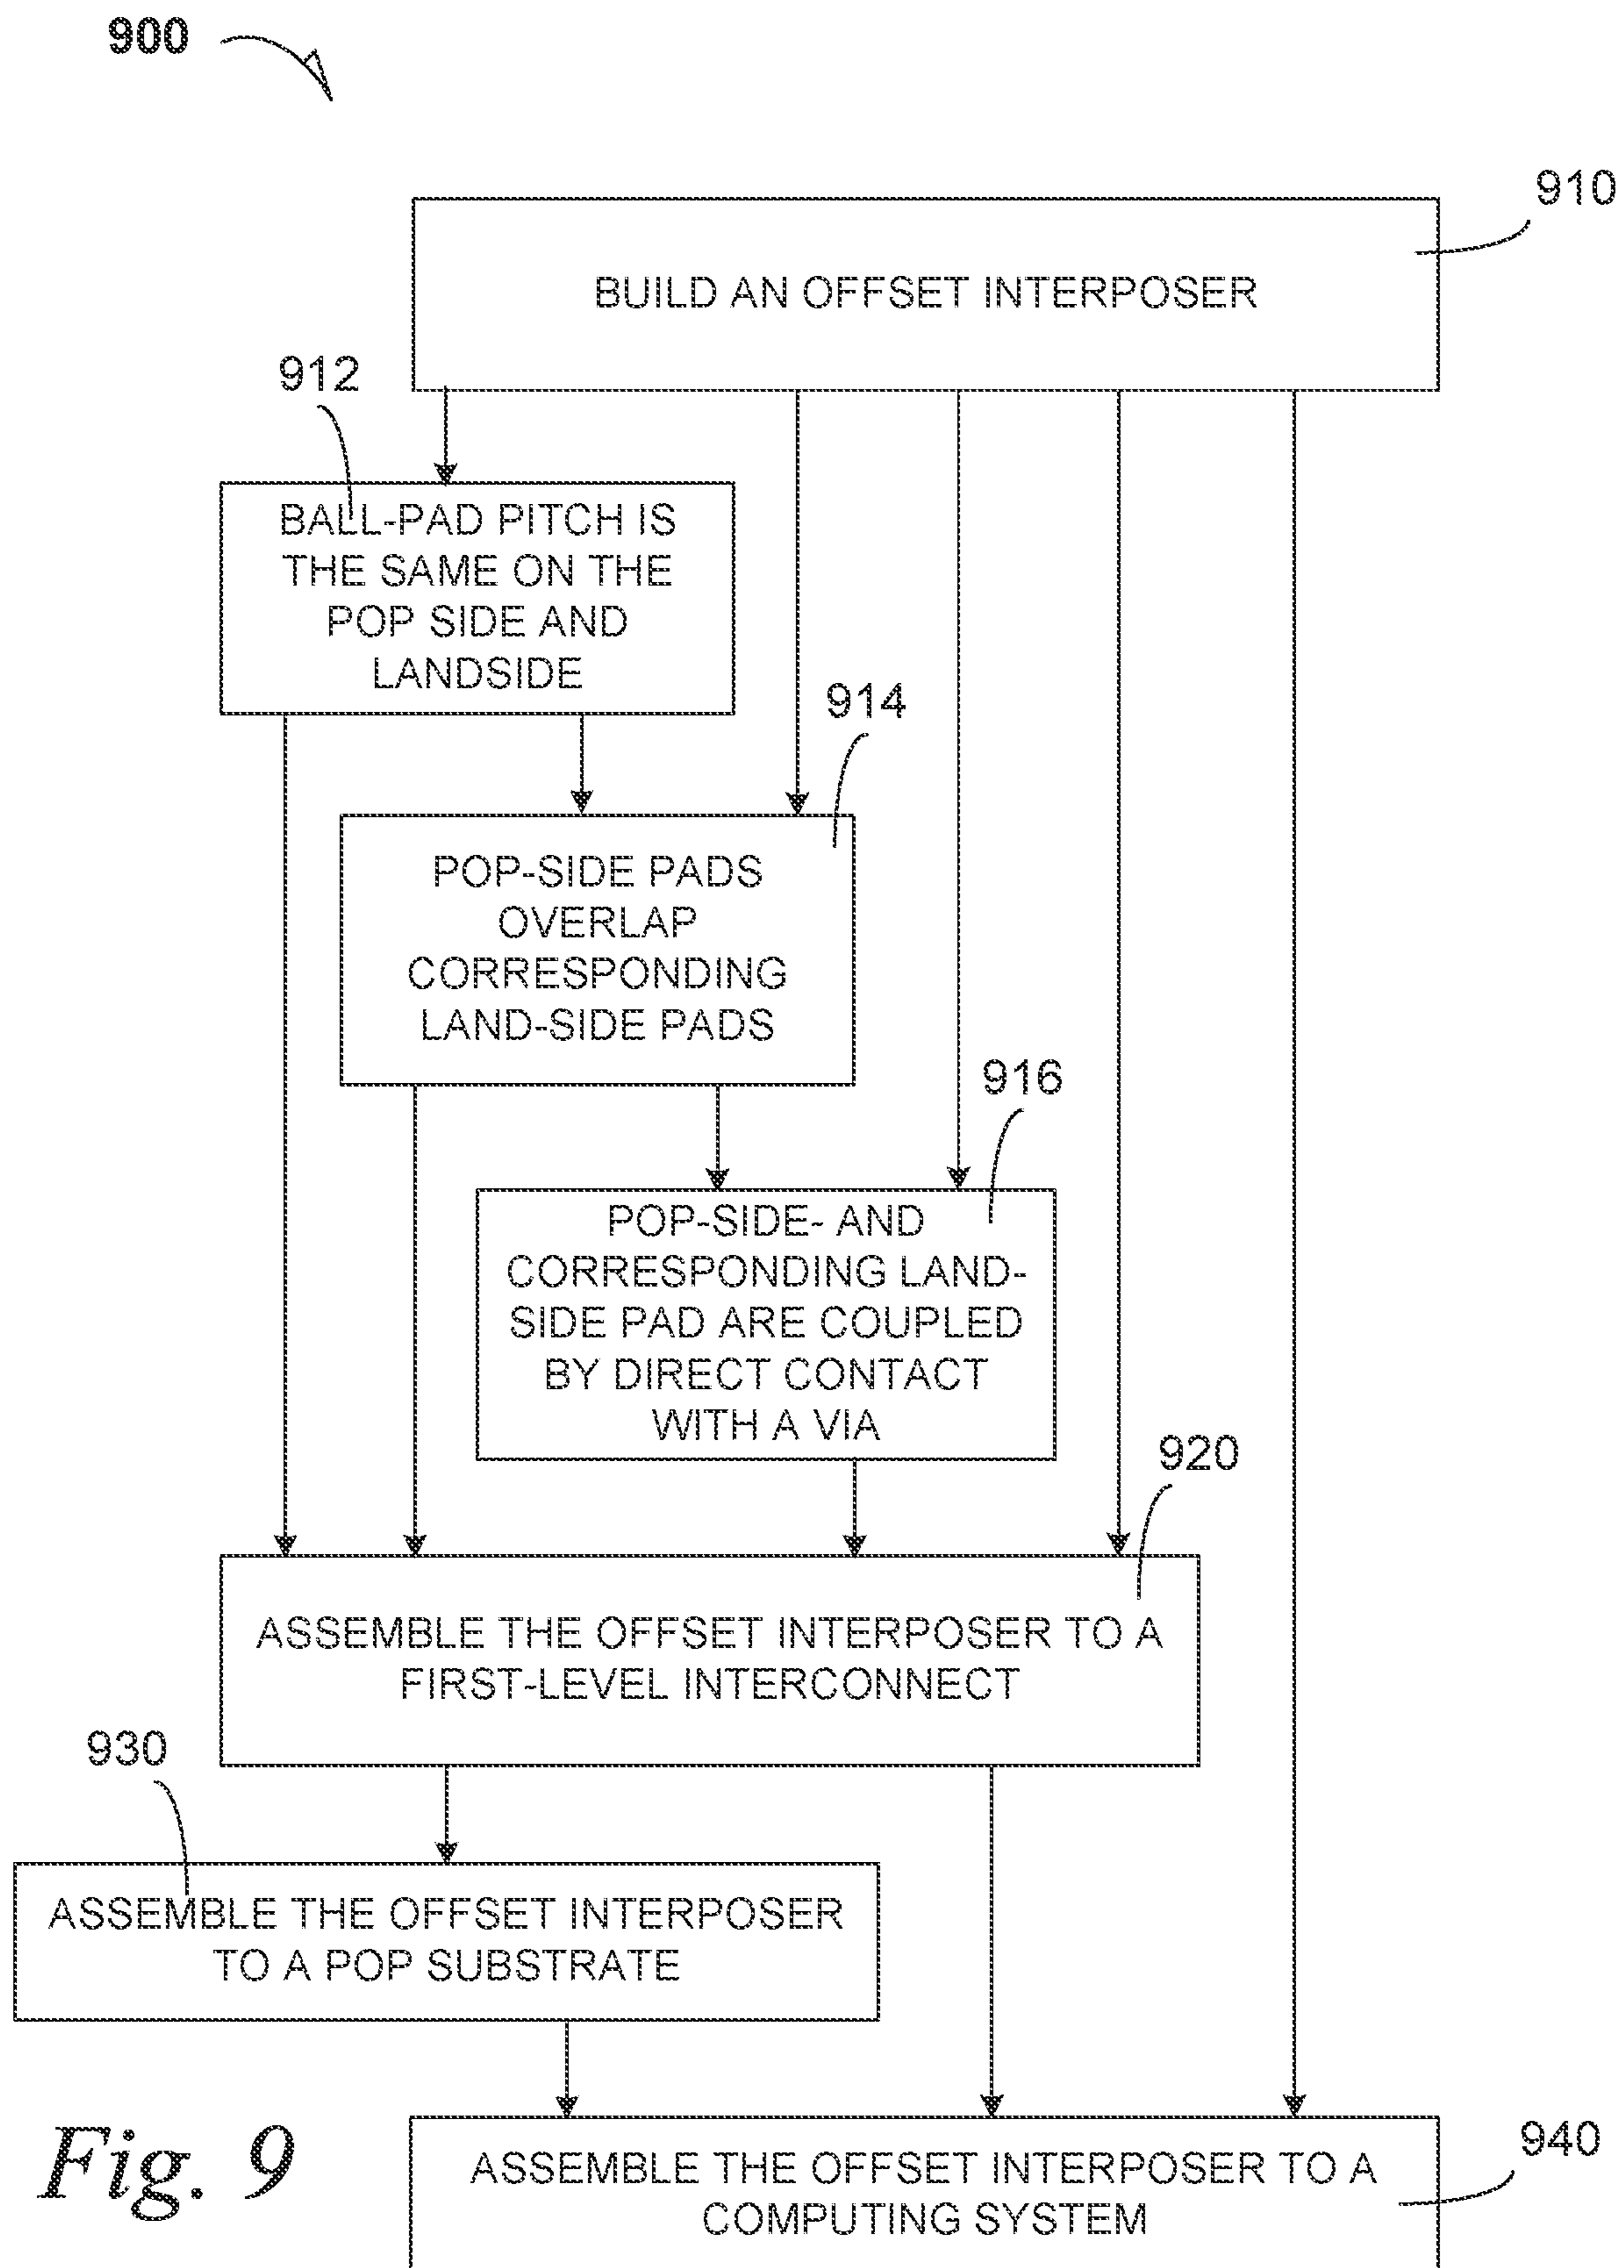 900
910
BUILD AN OFFSET INTERPOSER
912
BALL-PAD PITCH IS
THE SAME ON THE
POP SIDE AND
LANDSIDE
914
POP-SIDE PADS
OVERLAP
CORRESPONDING
LAND-SIDE PADS
916
POP-SIDE- AND
CORRESPONDING LAND-
SIDE PAD ARE COUPLED
BY DIRECT CONTACT
WITH A VIA
920
ASSEMBLE THE OFFSET INTERPOSER TO A
FIRST-LEVEL INTERCONNECT
930
ASSEMBLE THE OFFSET INTERPOSER
TO A POP SUBSTRATE
940
ASSEMBLE THE OFFSET INTERPOSER TO A
COMPUTING SYSTEM
Fig. 9